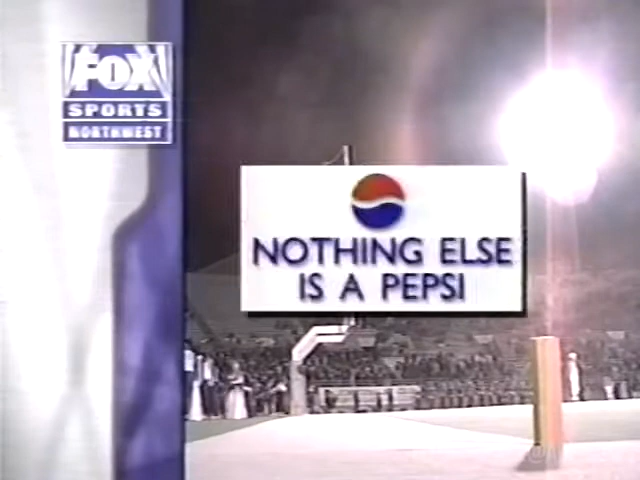 FOX
SPORTS
NORTHWEST
NOTHING ELSE
IS A PEPSI